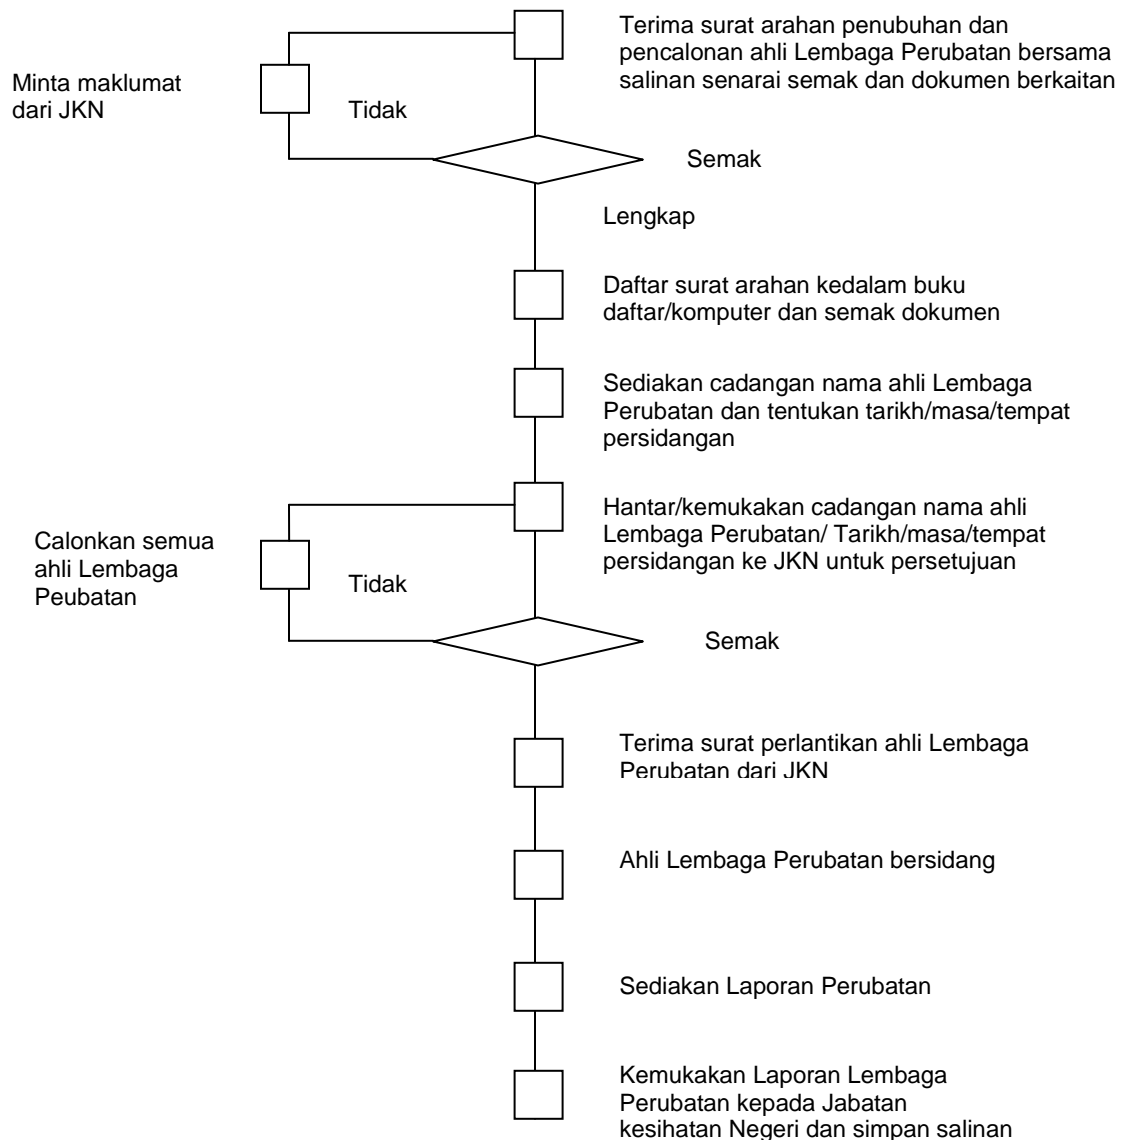 Terima surat arahan penubuhan dan
pencalonan ahli Lembaga Perubatan bersama
salinan senarai semak dan dokumen berkaitan
Minta maklumat
dari JKN
Tidak
Semak
Lengkap
Daftar surat arahan kedalam buku
daftar/komputer dan semak dokumen
Sediakan cadangan nama ahli Lembaga
Perubatan dan tentukan tarikh/masa/tempat
persidangan
Hantar/kemukakan cadangan nama ahli
Lembaga Perubatan/ Tarikh/masa/tempat
persidangan ke JKN untuk persetujuan
Calonkan semua
ahli Lembaga
Peubatan
Tidak
Semak
Terima surat perlantikan ahli Lembaga
Perubatan dari JKN
Ahli Lembaga Perubatan bersidang
Sediakan Laporan Perubatan
Kemukakan Laporan Lembaga
Perubatan kepada Jabatan
kesihatan Negeri dan simpan salinan